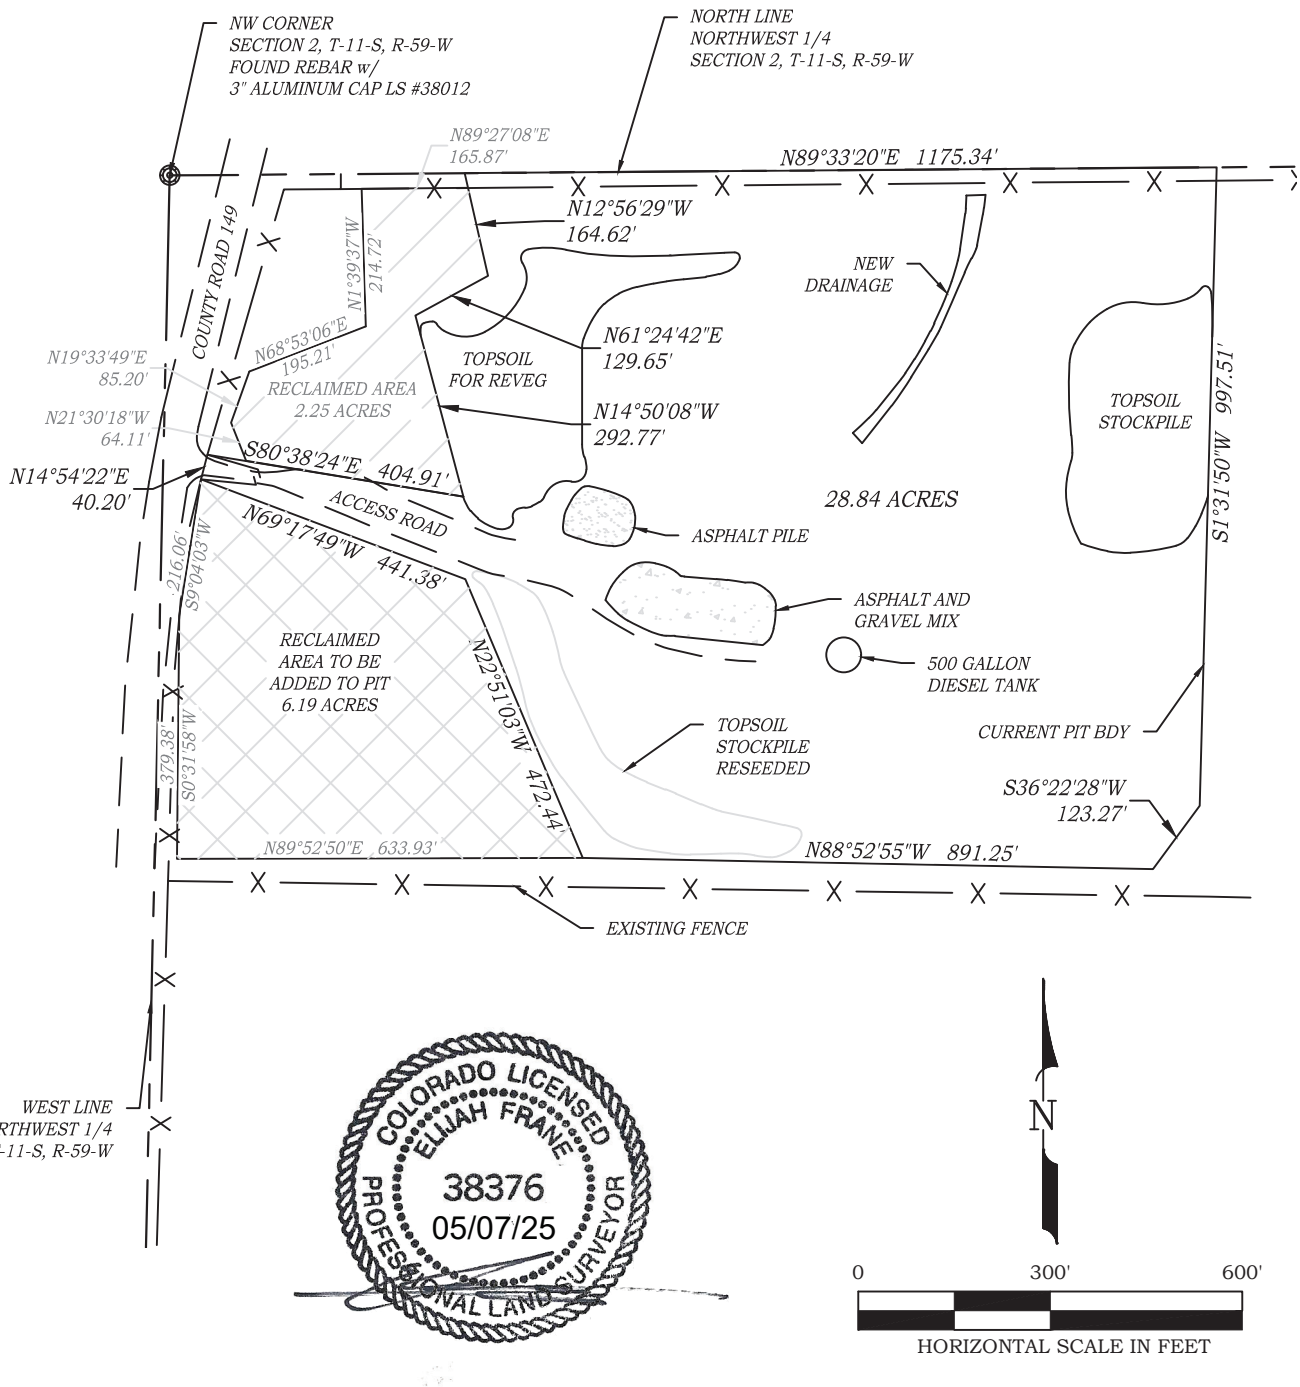 NW CORNER
SECTION 2, T-11-S, R-59-W
FOUND REBAR w/
3" ALUMINUM CAP LS #38012
NORTH LINE
NORTHWEST 1/4
SECTION 2, T-11-S, R-59-W
N89°27'08"E
165.87'
N89°33'20"E 1175.34'
N12°56'29"W
164.62'
COUNTY ROAD 149
N1°39'37"W
214.72'
NEW
DRAINAGE
N68°53'06"E
195.21'
N61°24'42"E
129.65'
N19°33'49"E
85.20'
TOPSOIL
FOR REVEG
RECLAIMED AREA
2.25 ACRES
TOPSOIL
STOCKPILE
S1°31'50"W 997.51'
N21°30'18"W
64.11'
N14°50'08"W
292.77'
S80°38'24"E 404.91'
N14°54'22"E
40.20'
ACCESS ROAD
28.84 ACRES
N69°17'49"W 441.38'
ASPHALT PILE
216.06'
S9°04'03"W
ASPHALT AND
GRAVEL MIX
RECLAIMED
AREA TO BE
ADDED TO PIT
6.19 ACRES
N22°51'03"W 472.44'
500 GALLON
DIESEL TANK
TOPSOIL
STOCKPILE
RESEEDED
CURRENT PIT BDY
379.38'
S0°31'58"W
S36°22'28"W
123.27'
N89°52'50"E 633.93'
N88°52'55"W 891.25'
EXISTING FENCE
WEST LINE
RTHWEST 1/4
-11-S, R-59-W
COLORADO LICENSED
ELIJAH FRANE
38376
05/07/25
PROFESSIONAL LAND SURVEYOR
N
0 300' 600'
HORIZONTAL SCALE IN FEET